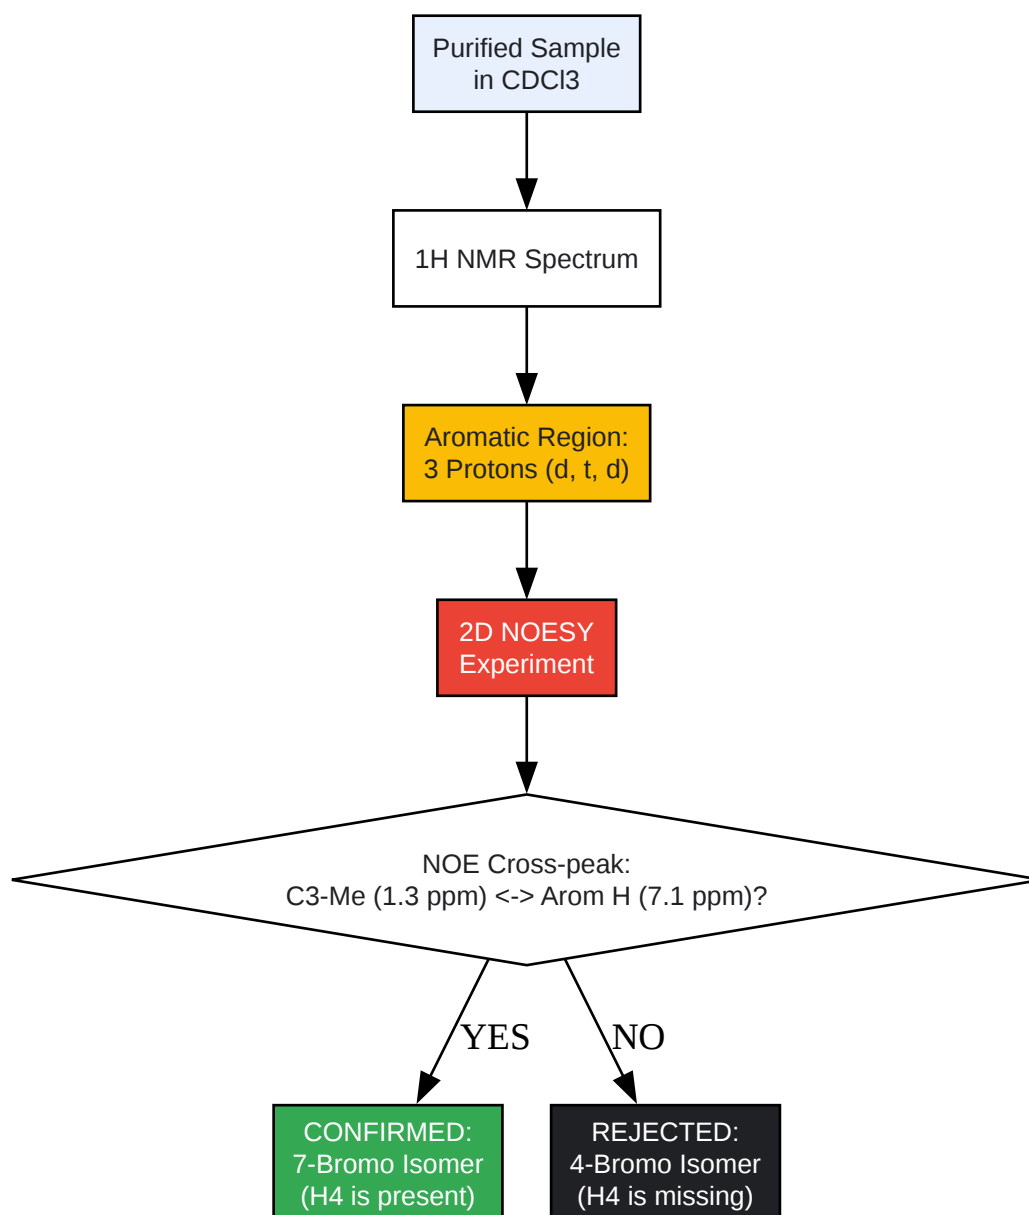 Purified Sample
in CDCl3
1H NMR Spectrum
Aromatic Region:
3 Protons (d, t, d)
2D NOESY
Experiment
NOE Cross-peak:
C3-Me (1.3 ppm) <-> Arom H (7.1 ppm)?
YES
NO
CONFIRMED:
7-Bromo Isomer
(H4 is present)
REJECTED:
4-Bromo Isomer
(H4 is missing)